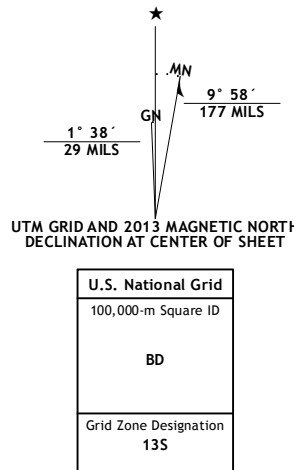 ★
MN
GN
9° 58´
177 MILS
1° 38´
29 MILS
UTM GRID AND 2013 MAGNETIC NORTH
DECLINATION AT CENTER OF SHEET
U.S. National Grid
100,000-m Square ID
BD
Grid Zone Designation
13S